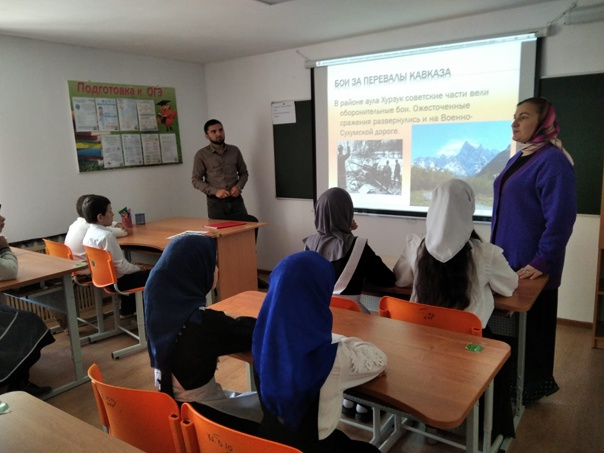 Подготовка к ОГЭ
БОИ ЗА ПЕРЕВАЛЫ КАВКАЗА
В районе аула Хурзук советские части вели
оборонительные бои. Ожесточенные
сражения развернулись и на Военно-
Сухумской дороге.